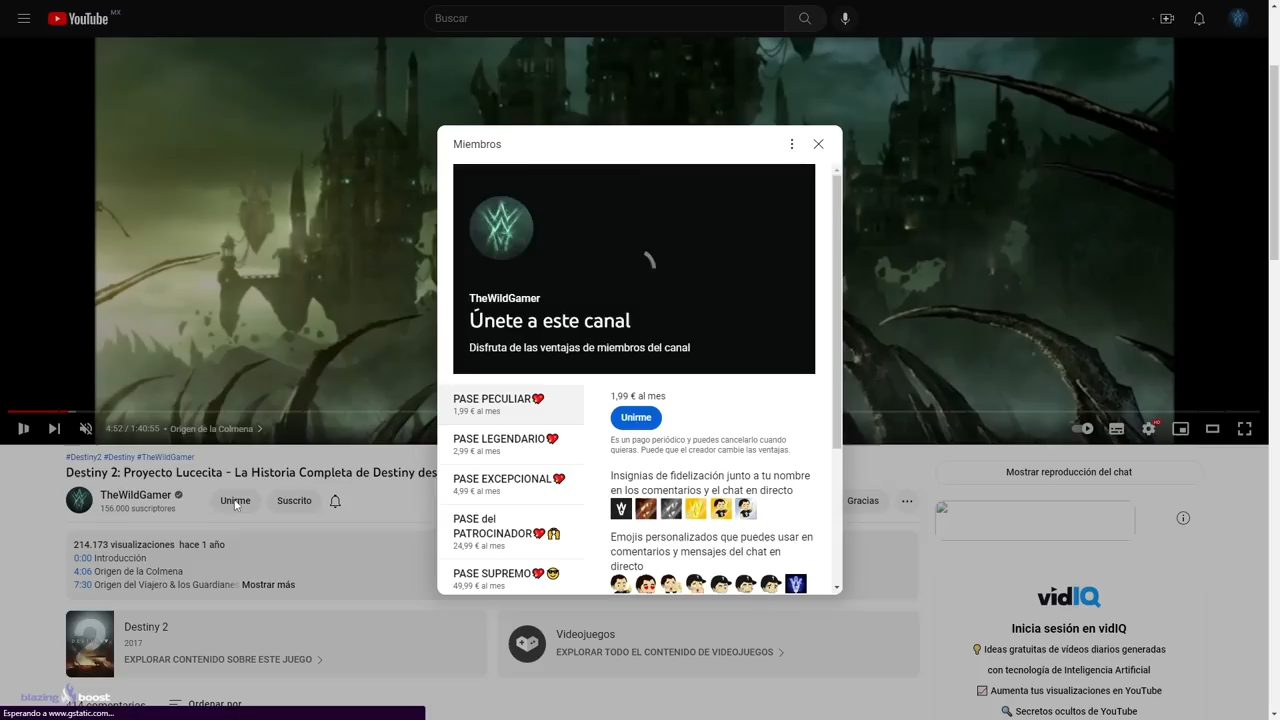 YouTube MX
Buscar
Miembros
TheWildGamer
Únete a este canal
Disfruta de las ventajas de miembros del canal
PASE PECULIAR
1,99 € al mes
PASE LEGENDARIO
2,99 € al mes
PASE EXCEPCIONAL
4,99 € al mes
PASE del
PATROCINADOR
24,99 € al mes
PASE SUPREMO
49,99 € al mes
1,99 € al mes
Unirme
Es un pago periódico y puedes cancelarlo cuando
quieras. Puede que el creador cambie las ventajas.
Insignias de fidelización junto a tu nombre
en los comentarios y el chat en directo
Emojis personalizados que puedes usar en
comentarios y mensajes del chat en
directo
4:52 / 1:40:55 · Origen de la Colmena
HD
#Destiny2 #Destiny #TheWildGamer
Destiny 2: Proyecto Lucecita - La Historia Completa de Destiny des
TheWildGamer
156.000 suscriptores
Unirme
Suscrito
Gracias
214.173 visualizaciones hace 1 año
0:00 Introducción
4:06 Origen de la Colmena
7:30 Origen del Viajero & los Guardianes Mostrar más
Destiny 2
2017
EXPLORAR CONTENIDO SOBRE ESTE JUEGO
Videojuegos
EXPLORAR TODO EL CONTENIDO DE VIDEOJUEGOS
Ordenar por
Mostrar reproducción del chat
vidIQ
Inicia sesión en vidIQ
Ideas gratuitas de vídeos diarios generadas
con tecnología de Inteligencia Artificial
Aumenta tus visualizaciones en YouTube
Secretos ocultos de YouTube
blazing boost
Esperando a www.gstatic.com...